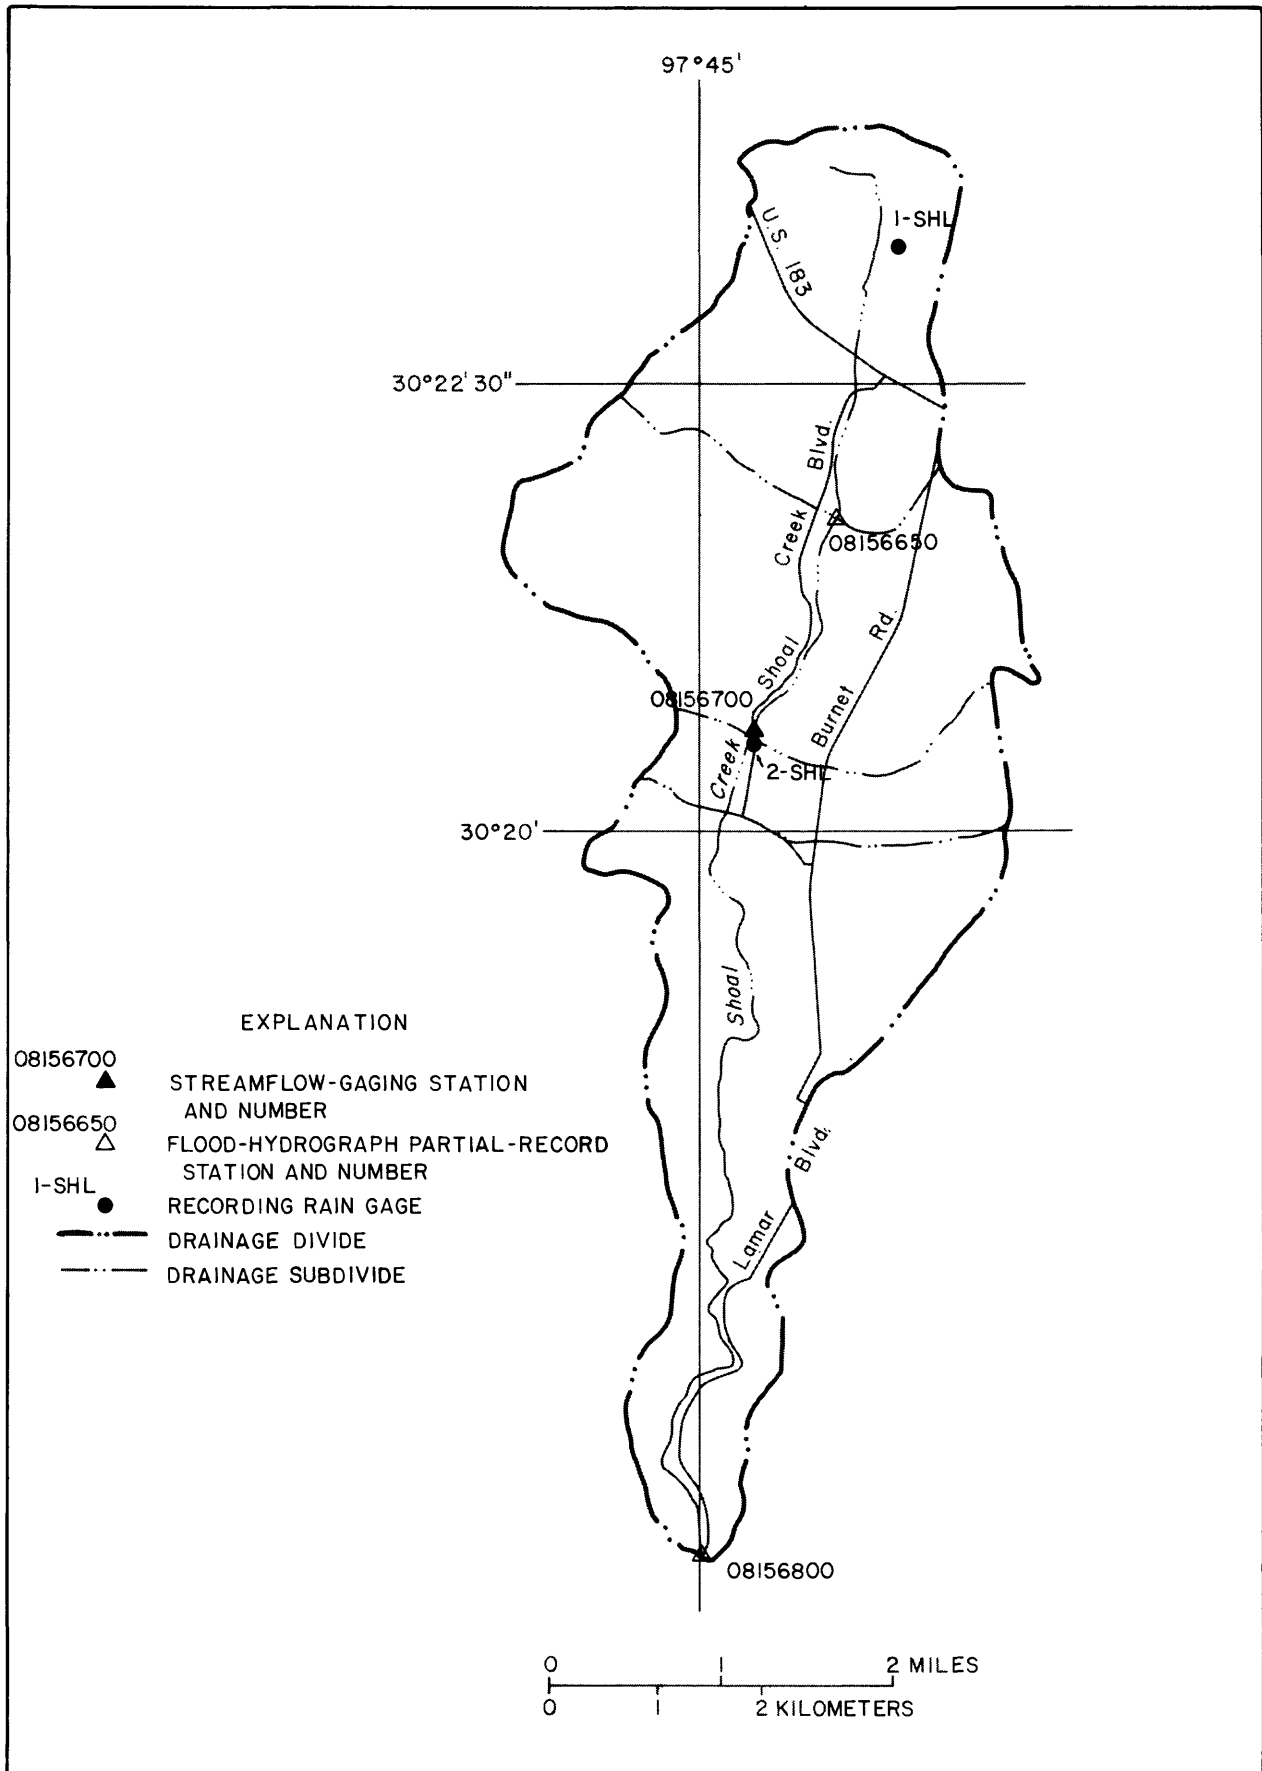 97°45'
1-SHL
U.S. 183
30°22'30"
Blvd.
Creek
08156650
Shoal
Rd.
Burnet
08156700
Creek
2-SHL
30°20'
Shoal
EXPLANATION
08156700
STREAMFLOW-GAGING STATION
AND NUMBER
08156650
FLOOD-HYDROGRAPH PARTIAL-RECORD
STATION AND NUMBER
1-SHL
RECORDING RAIN GAGE
DRAINAGE DIVIDE
DRAINAGE SUBDIVIDE
Blvd.
Lamar
08156800
0 1 2 MILES
0 1 2 KILOMETERS